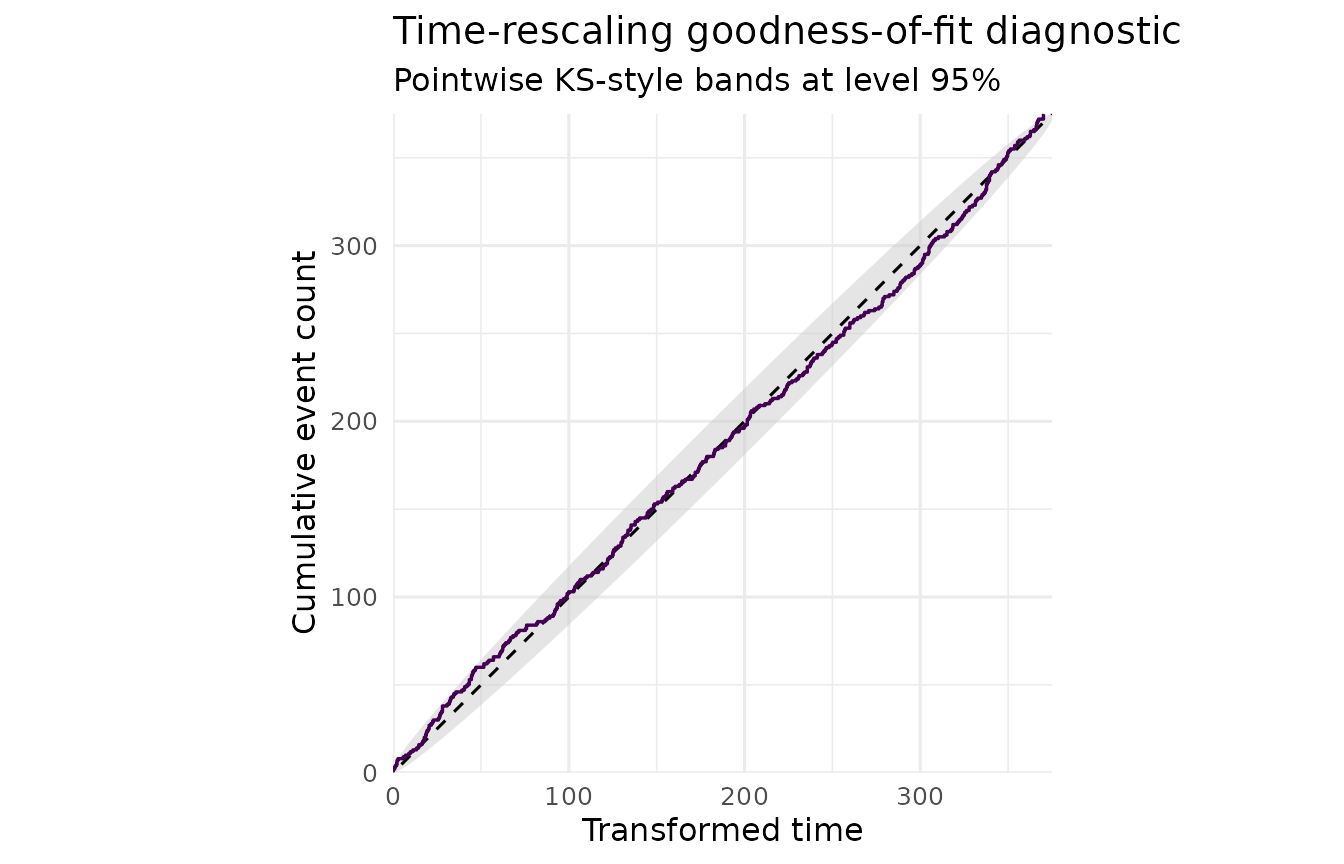 Time-rescaling goodness-of-fit diagnostic
Pointwise KS-style bands at level 95%
Cumulative event count
300
200
100
0
0 100 200 300
Transformed time